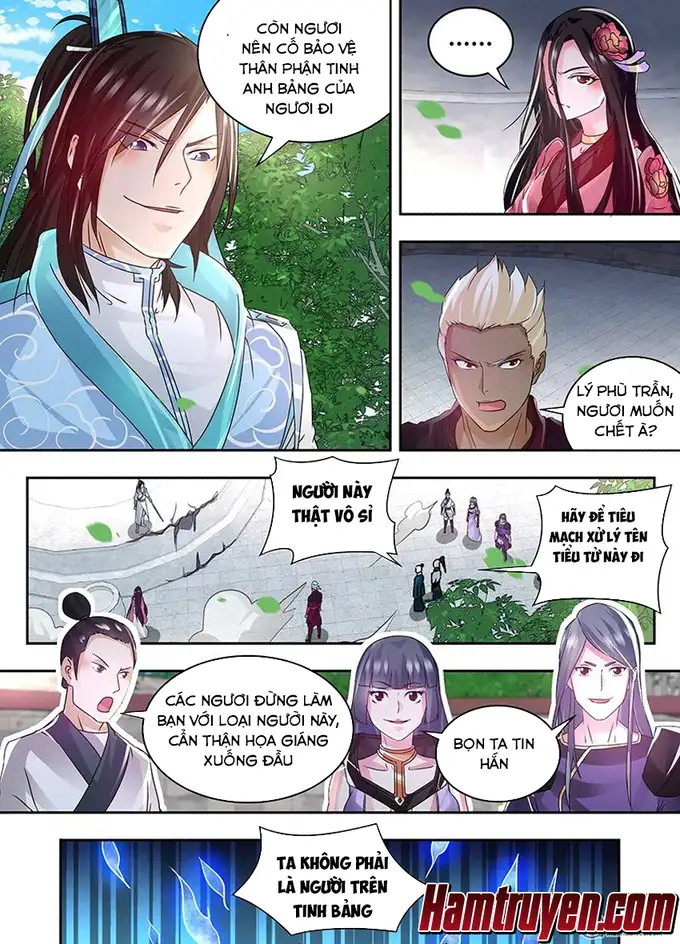 CÒN NGƯƠI
NÊN CỐ BẢO VỆ
THÂN PHẬN TINH
ANH BẢNG CỦA
NGƯƠI ĐI
......
LÝ PHÙ TRẦN,
NGƯƠI MUỐN
CHẾT À?
NGƯỜI NÀY
THẬT VÔ SỈ
HÃY ĐỂ TIÊU
MẠCH XỬ LÝ TÊN
TIỂU TỬ NÀY ĐI
CÁC NGƯƠI ĐỪNG LÀM
BẠN VỚI LOẠI NGƯỜI NÀY,
CẨN THẬN HỌA GIÁNG
XUỐNG ĐẦU
BỌN TA TIN
HẮN
TA KHÔNG PHẢI
LÀ NGƯỜI TRÊN
TINH BẢNG
Hamtruyen.com